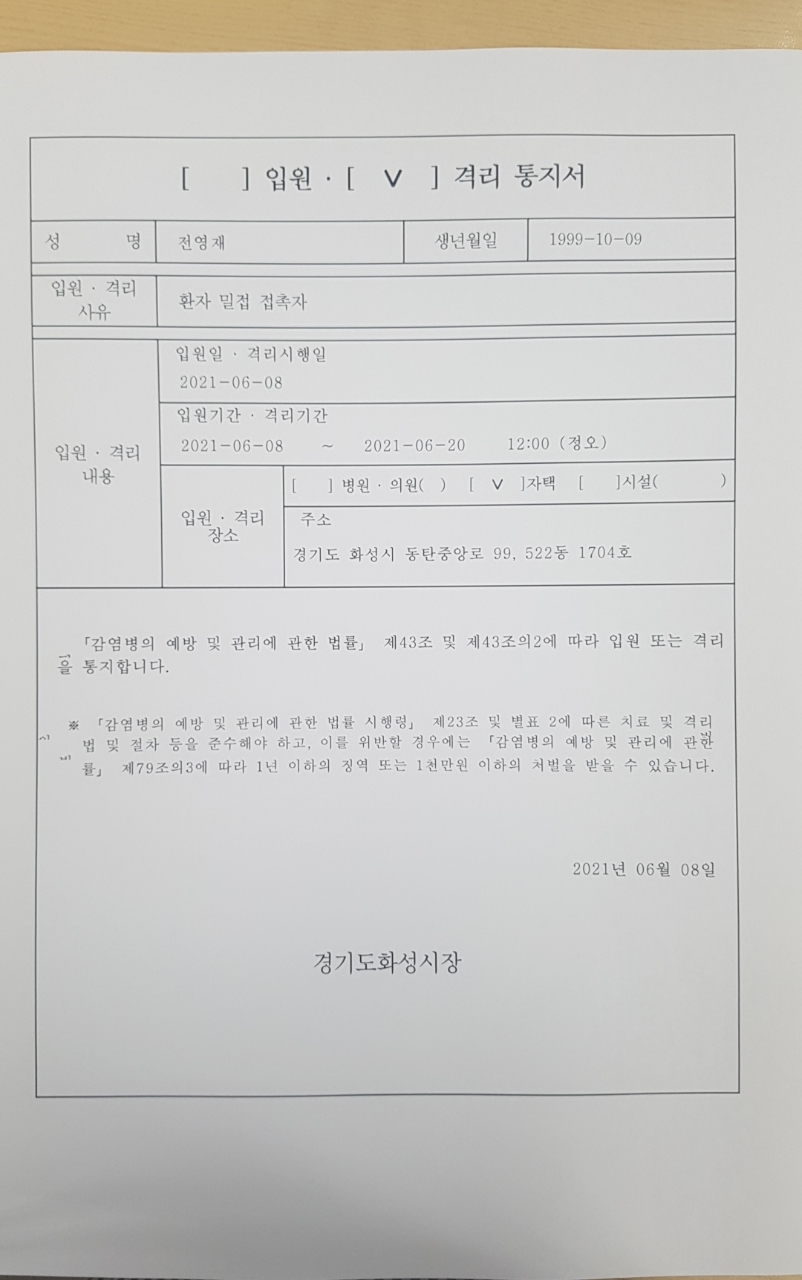 [ ] 입원 · [ ∨ ] 격리 통지서
성 명 전영재 생년월일 1999-10-09
입원 · 격리
사유
환자 밀접 접촉자
입원 · 격리
내용
입원일 · 격리시행일
2021-06-08
입원기간 · 격리기간
2021-06-08 ~ 2021-06-20 12:00 (정오)
입원 · 격리
장소
[ ] 병원 · 의원( ) [ ∨ ]자택 [ ]시설( )
주소
경기도 화성시 동탄중앙로 99, 522동 1704호
「감염병의 예방 및 관리에 관한 법률」 제43조 및 제43조의2에 따라 입원 또는 격리
을 통지합니다.
※ 「감염병의 예방 및 관리에 관한 법률 시행령」 제23조 및 별표 2에 따른 치료 및 격리
법 및 절차 등을 준수해야 하고, 이를 위반할 경우에는 「감염병의 예방 및 관리에 관한
률」 제79조의3에 따라 1년 이하의 징역 또는 1천만원 이하의 처벌을 받을 수 있습니다.
2021년 06월 08일
경기도화성시장